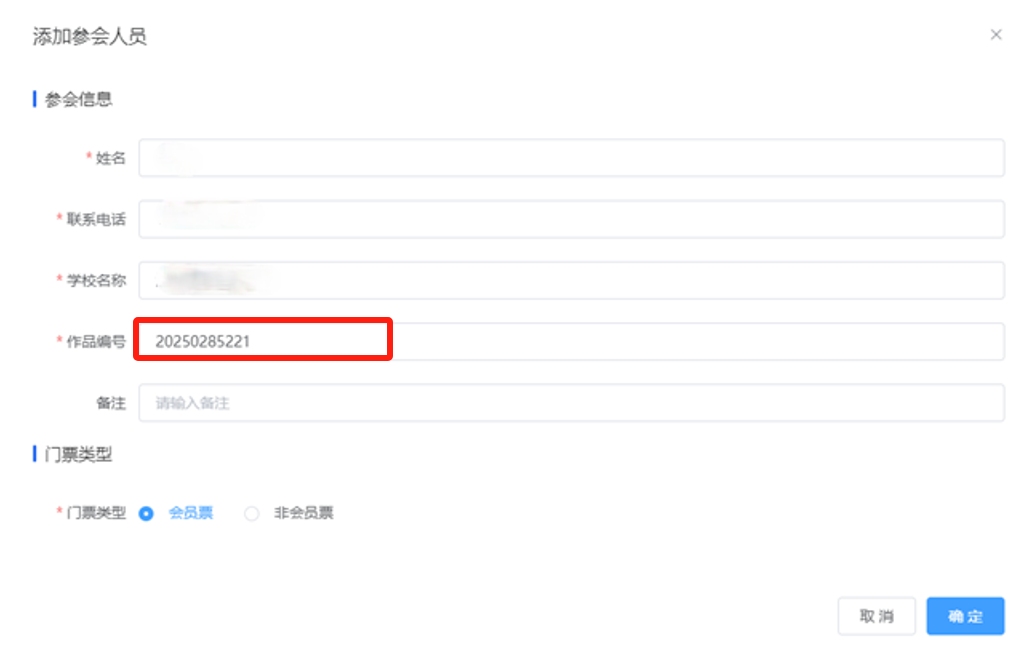 添加参会人员
参会信息
* 姓名
* 联系电话
* 学校名称
* 作品编号 20250285221
备注 请输入备注
门票类型
* 门票类型 会员票 非会员票
取消 确定